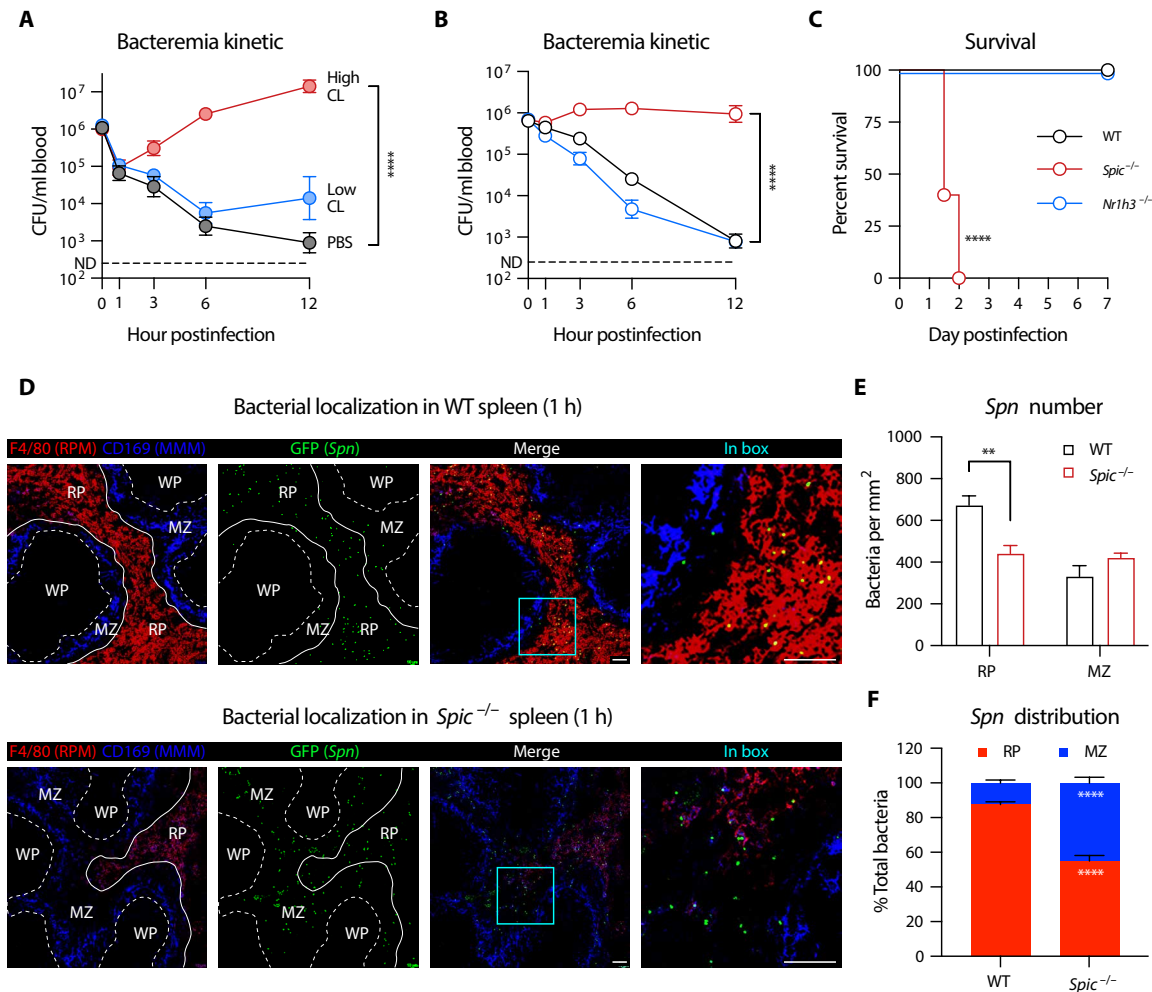 A
Bacteremia kinetic
CFU/ml blood
10⁷
10⁶
10⁵
10⁴
10³
ND
10²
0 1 3 6 12
Hour postinfection
High
CL
Low
CL
PBS
****
B
Bacteremia kinetic
CFU/ml blood
10⁷
10⁶
10⁵
10⁴
10³
ND
10²
0 1 3 6 12
Hour postinfection
****
C
Survival
Percent survival
100
75
50
25
0
0 1 2 3 4 5 6 7
Day postinfection
****
WT
Spic⁻/⁻
Nr1h3⁻/⁻
D
Bacterial localization in WT spleen (1 h)
F4/80 (RPM) CD169 (MMM) GFP (Spn) Merge In box
RP WP MZ WP MZ RP
RP WP MZ WP MZ RP
Bacterial localization in Spic⁻/⁻ spleen (1 h)
F4/80 (RPM) CD169 (MMM) GFP (Spn) Merge In box
MZ WP RP WP MZ WP
MZ WP RP WP MZ WP
E
Spn number
Bacteria per mm²
1000
800
600
400
200
0
**
WT
Spic⁻/⁻
RP MZ
F
Spn distribution
RP MZ
% Total bacteria
120
100
80
60
40
20
0
****
****
WT Spic⁻/⁻